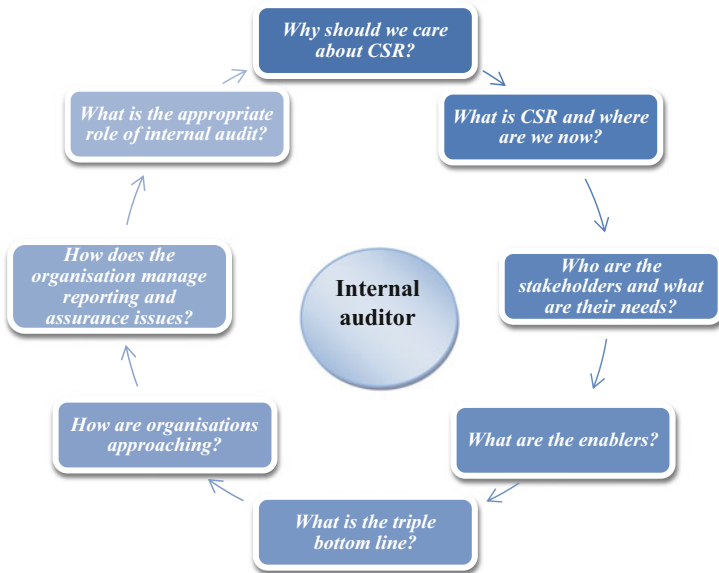 Why should we care
about CSR?
What is CSR and where
are we now?
Who are the
stakeholders and what
are their needs?
What are the enablers?
What is the triple
bottom line?
How are organisations
approaching?
How does the
organisation manage
reporting and
assurance issues?
What is the appropriate
role of internal audit?
Internal
auditor